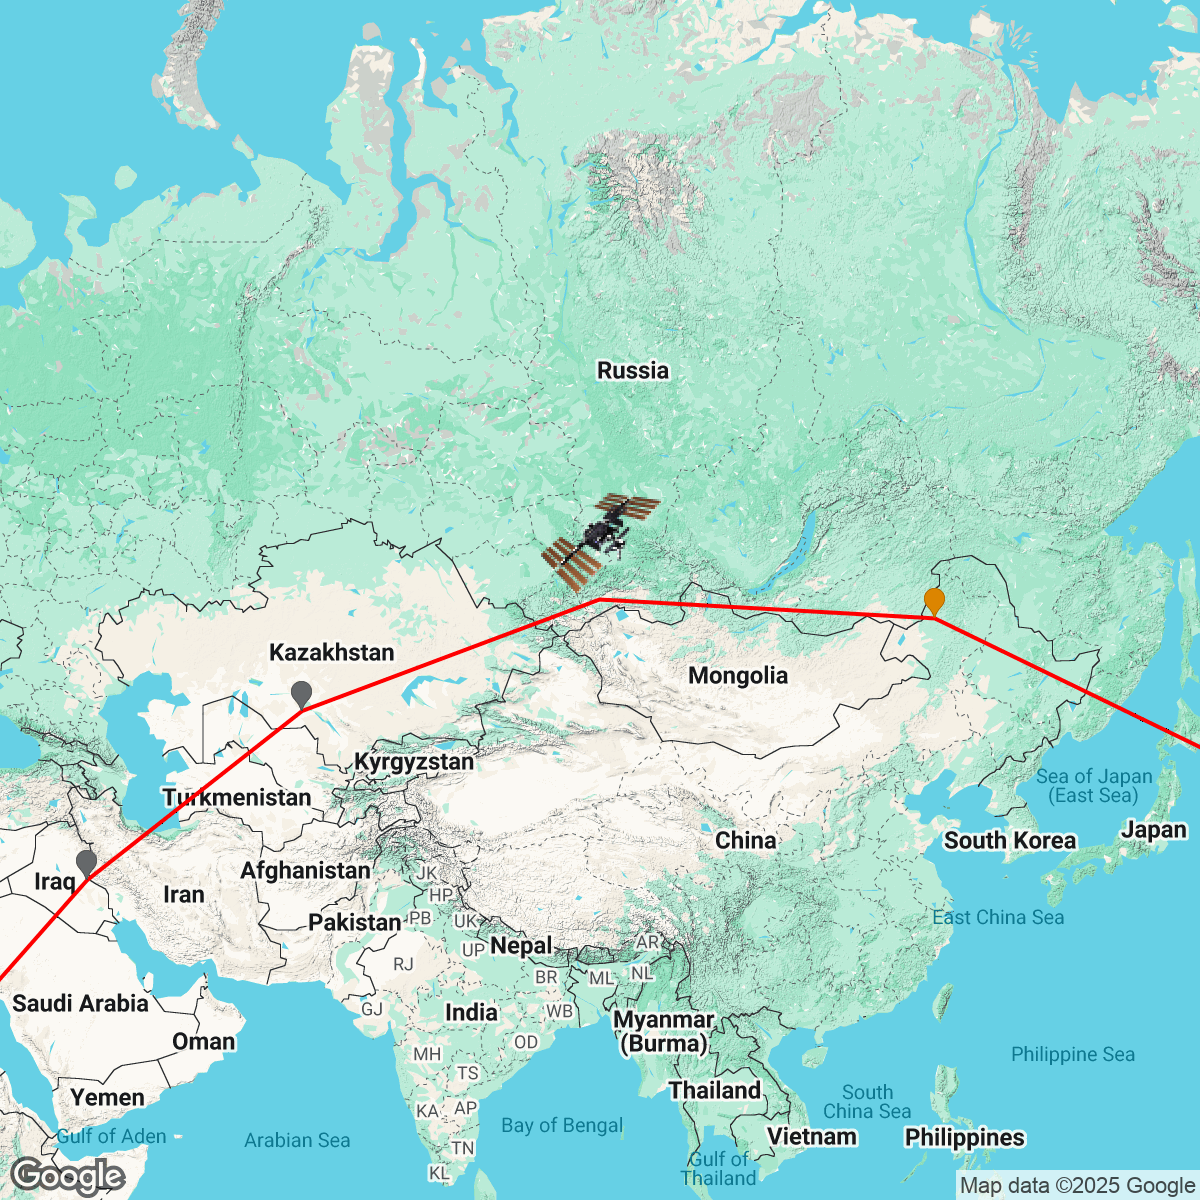 Russia
Kazakhstan
Mongolia
Kyrgyzstan
Sea of Japan
(East Sea)
Turkmenistan
Japan
China
South Korea
Afghanistan
JK
Iraq
Iran
HP
Pakistan
PB
UK
East China Sea
Nepal
AR
UP
RJ
BR
ML
NL
Saudi Arabia
GJ
India
WB
Myanmar
(Burma)
Oman
OD
MH
Philippine Sea
TS
Thailand
Yemen
South
China Sea
KA
AP
Bay of Bengal
Gulf of Aden
Arabian Sea
Vietnam
Philippines
TN
Gulf of
Thailand
KL
Google
Map data ©2025 Google